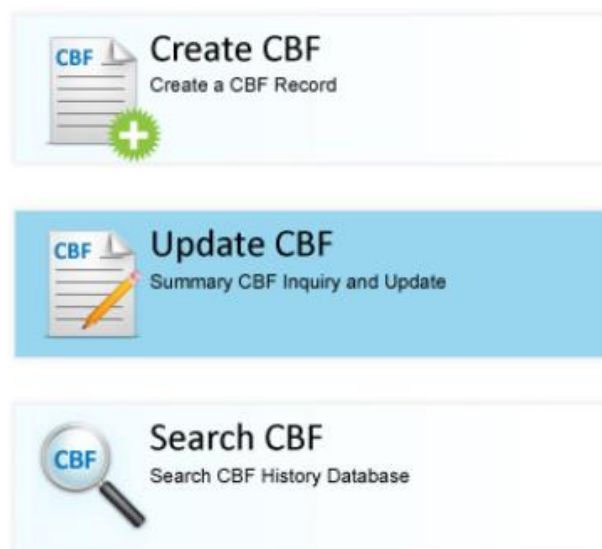 CBF
Create CBF
Create a CBF Record
CBF
Update CBF
Summary CBF Inquiry and Update
CBF
Search CBF
Search CBF History Database